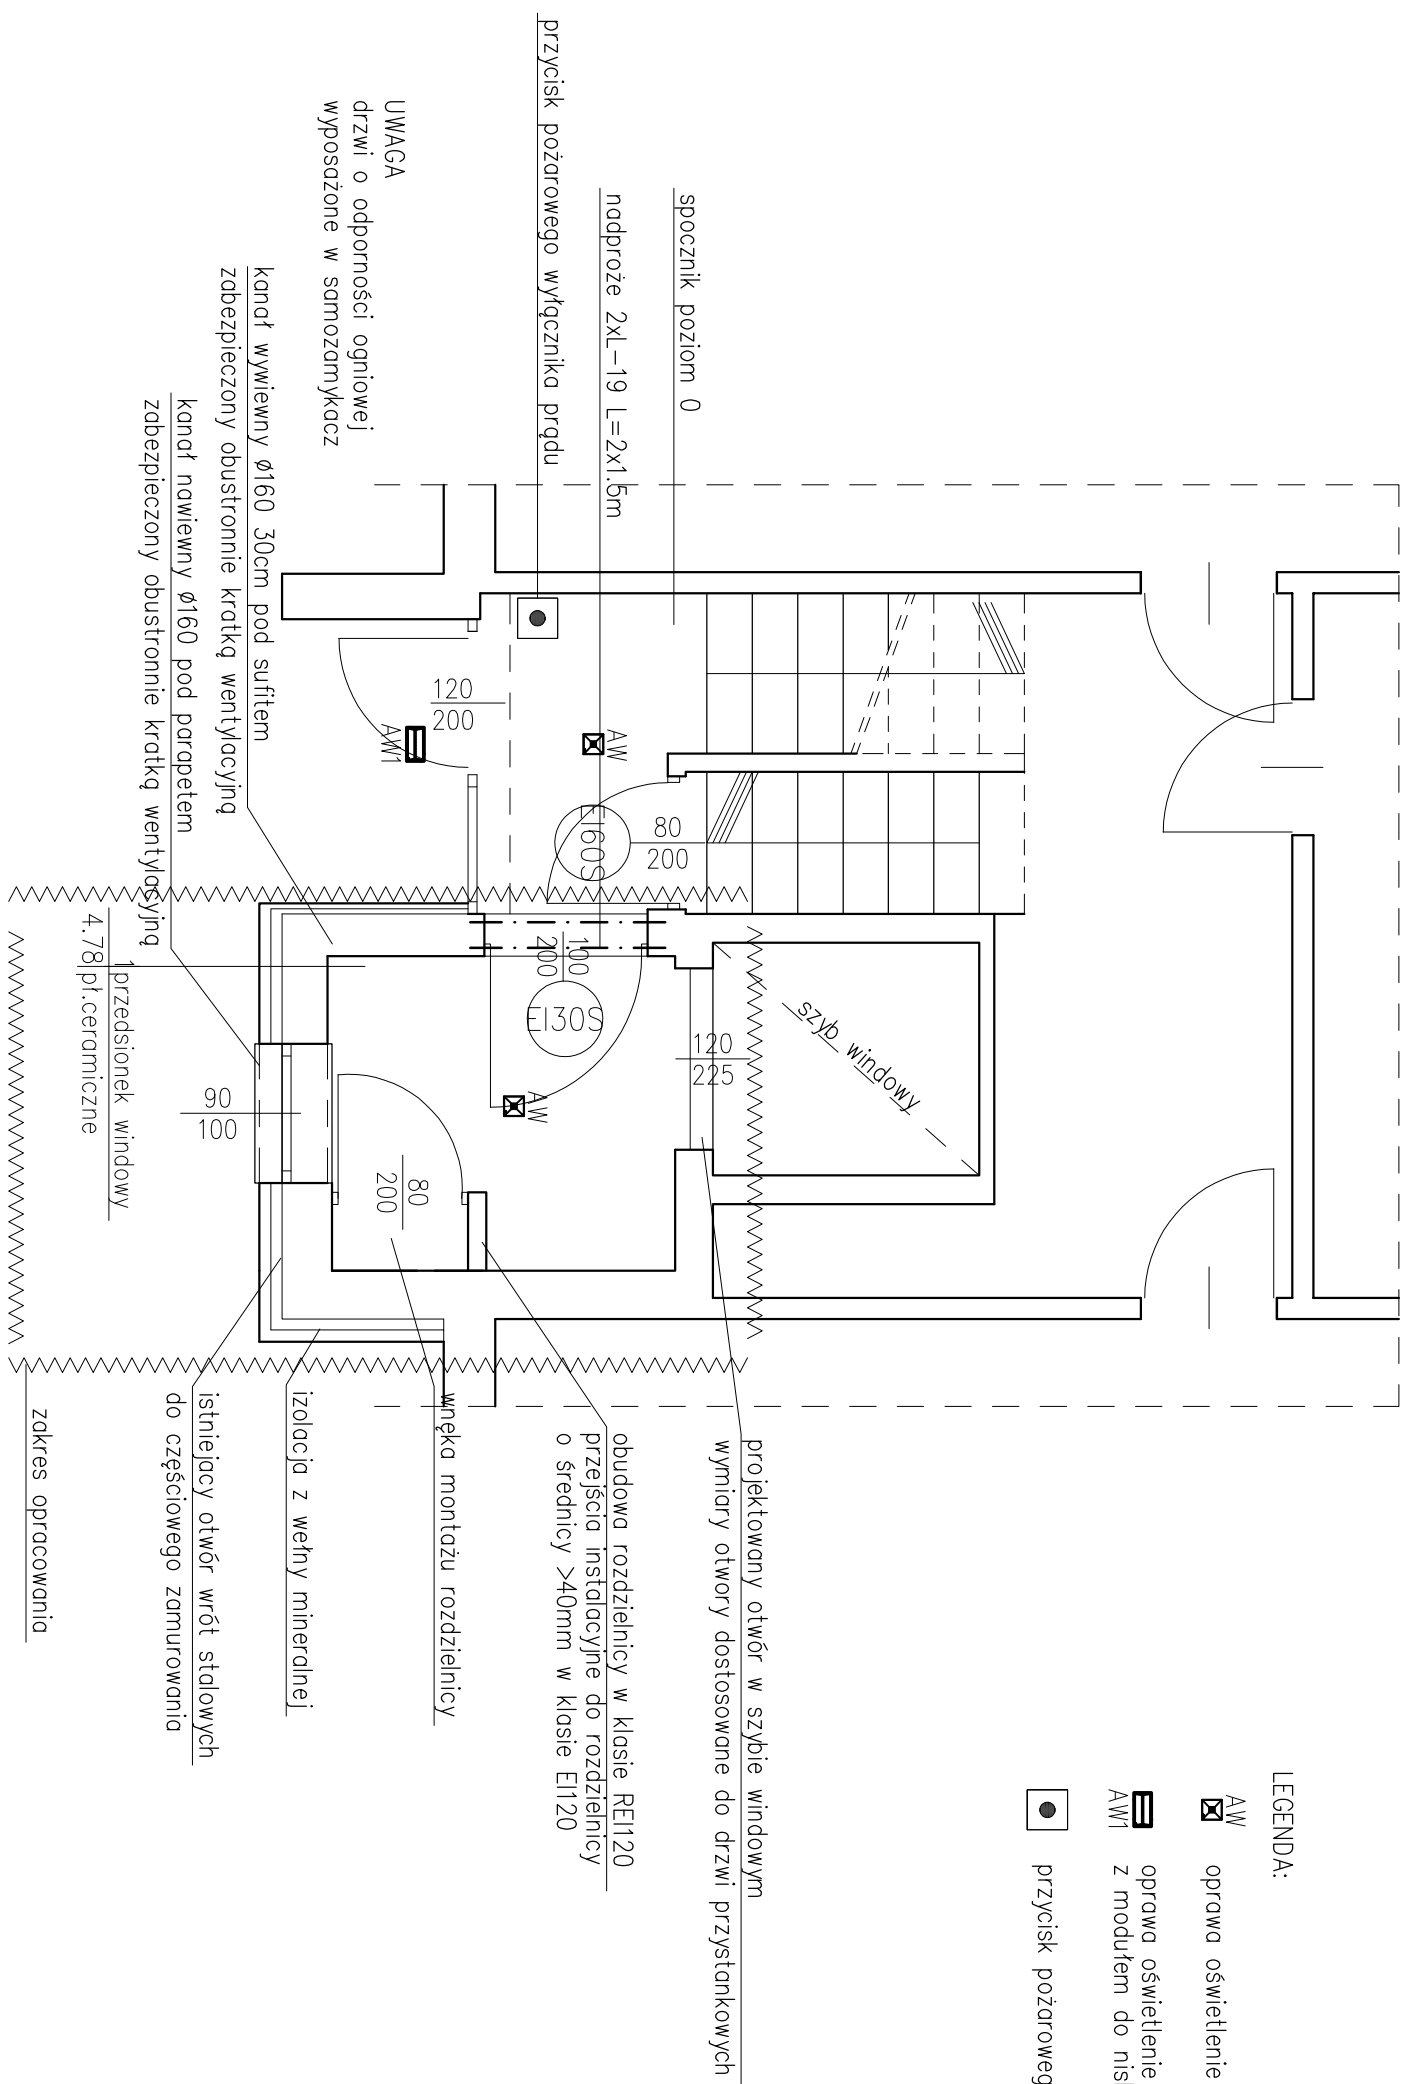 LEGENDA:
AW
oprawa oświetlenie
AW1
oprawa oświetlenie
z modułem do
przycisk
spocznik poziom 0
nadproże 2xL-19 L=2x1.5m
przycisk pożarowego wyłącznika prądu
UWAGA
drzwi o odporności ogniowej
wyposażone w samozamykacz
kanał wywiewny ø160 30cm pod sufitem
zabezpieczony obustronnie kratką wentylacyjną
kanał nawiewny ø160 pod parapetem
zabezpieczony obustronnie kratką wentylacyjną
szyb windowy
120
225
AW
80
200
EI60S
120
200
AW1
100
200
EI30S
AW
80
200
90
100
1 przedsionek windowy
4.78 pł.ceramiczne
projektowany otwór w szybie windowym
wymiary otwory dostosowane do drzwi przystankowych
obudowa rozdzielnicy w klasie REI120
przejścia instalacyjne do rozdzielnicy
o średnicy >40mm w klasie EI120
wnęka montażu rozdzielnicy
izolacja z wełny mineralnej
istniejacy otwór wrót stalowych
do częściowego zamurowania
zakres opracowania